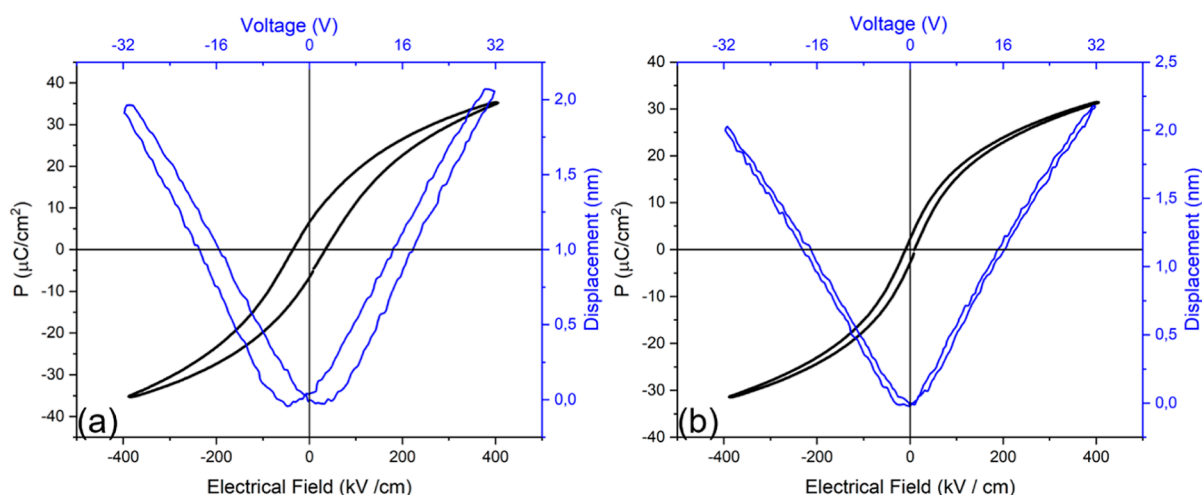 Voltage (V)
-32 -16 0 16 32
40
30
20
10
0
-10
-20
-30
-40
P (μC/cm²)
2,0
1,5
1,0
0,5
0,0
Displacement (nm)
(a)
-400 -200 0 200 400
Electrical Field (kV /cm)
Voltage (V)
-32 -16 0 16 32
40
30
20
10
0
-10
-20
-30
-40
P (μC/cm²)
2,5
2,0
1,5
1,0
0,5
0,0
Displacement (nm)
(b)
-400 -200 0 200 400
Electrical Field (kV / cm)